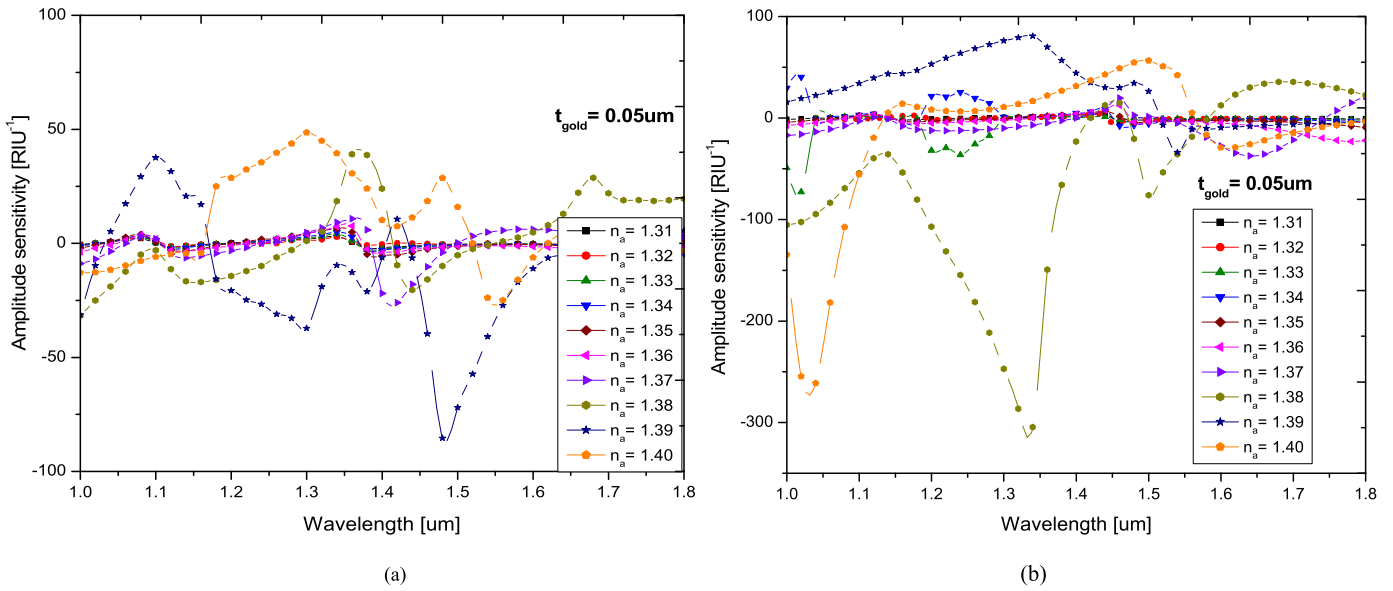 100
50
0
-50
-100
Amplitude sensitivity [RIU⁻¹]
t_gold = 0.05um
n_a = 1.31
n_a = 1.32
n_a = 1.33
n_a = 1.34
n_a = 1.35
n_a = 1.36
n_a = 1.37
n_a = 1.38
n_a = 1.39
n_a = 1.40
1.0 1.1 1.2 1.3 1.4 1.5 1.6 1.7 1.8
Wavelength [um]
(a)
100
0
-100
-200
-300
Amplitude sensitivity [RIU⁻¹]
t_gold = 0.05um
n_a = 1.31
n_a = 1.32
n_a = 1.33
n_a = 1.34
n_a = 1.35
n_a = 1.36
n_a = 1.37
n_a = 1.38
n_a = 1.39
n_a = 1.40
1.0 1.1 1.2 1.3 1.4 1.5 1.6 1.7 1.8
Wavelength [um]
(b)